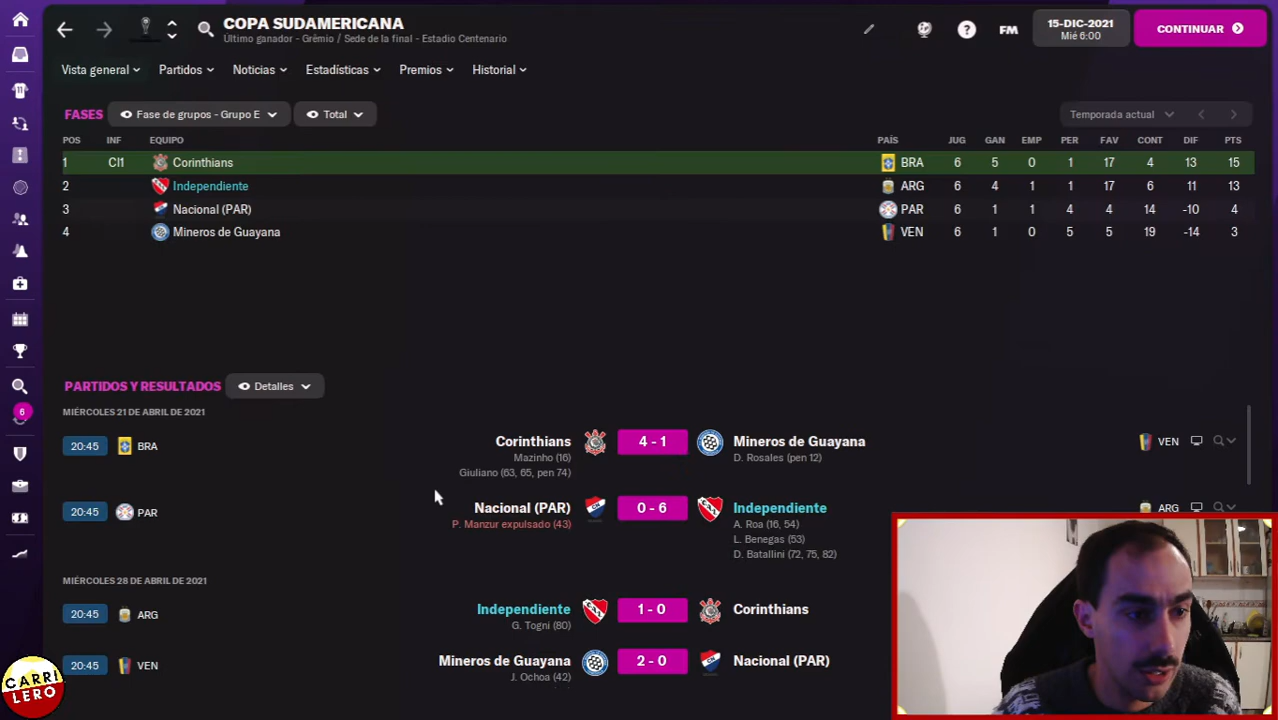 COPA SUDAMERICANA
Último ganador - Grêmio / Sede de la final - Estadio Centenario
? FM 15-DIC-2021 CONTINUAR
Mié 6:00
Vista general Partidos Noticias Estadísticas Premios Historial
FASES Fase de grupos - Grupo E Total Temporada actual
POS INF EQUIPO PAÍS JUG GAN EMP PER FAV CONT DIF PTS
1 CI1 Corinthians BRA 6 5 0 1 17 4 13 15
2 Independiente ARG 6 4 1 1 17 6 11 13
3 Nacional (PAR) PAR 6 1 1 4 4 14 -10 4
4 Mineros de Guayana VEN 6 1 0 5 5 19 -14 3
6
PARTIDOS Y RESULTADOS Detalles
MIÉRCOLES 21 DE ABRIL DE 2021
20:45 BRA Corinthians 4 - 1 Mineros de Guayana VEN
Mazinho (16) D. Rosales (pen 12)
Giuliano (63, 65, pen 74)
20:45 PAR Nacional (PAR) 0 - 6 Independiente ARG
P. Manzur expulsado (43) A. Roa (16, 54)
L. Benegas (53)
D. Batallini (72, 75, 82)
MIÉRCOLES 28 DE ABRIL DE 2021
20:45 ARG Independiente 1 - 0 Corinthians
G. Togni (80)
20:45 VEN Mineros de Guayana 2 - 0 Nacional (PAR)
J. Ochoa (42)
CARRI
LERO